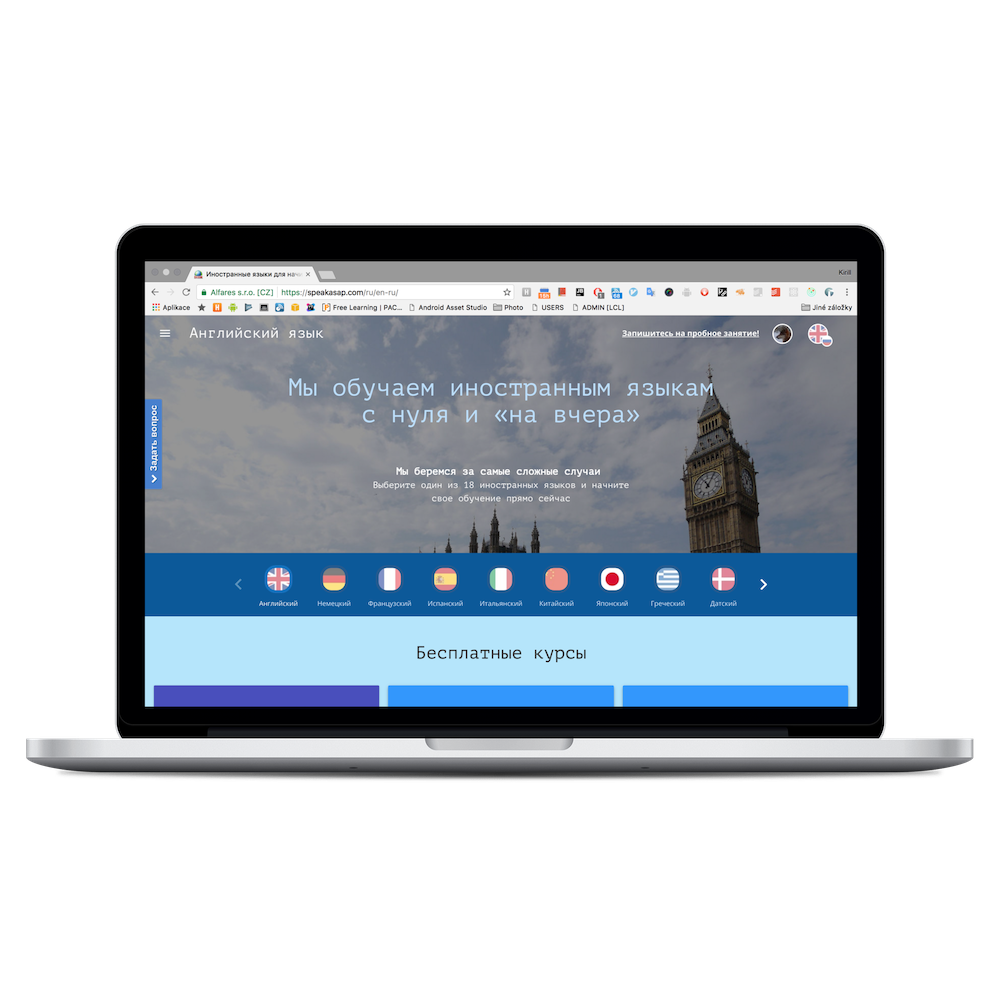 Иностранные языки для нач
Kirill
Alfares s.r.o. [CZ] https://speakasap.com/ru/en-ru/
Aplikace [-] Free Learning | PAC... Android Asset Studio Photo USERS ADMIN [LCL] Jiné záložky
Английский язык
Запишитесь на пробное занятие!
Мы обучаем иностранным языкам
с нуля и «на вчера»
Задать вопрос
Мы беремся за самые сложные случаи
Выберите один из 18 иностранных языков и начните
свое обучение прямо сейчас
Английский Немецкий Французский Испанский Итальянский Китайский Японский Греческий Датский
Бесплатные курсы